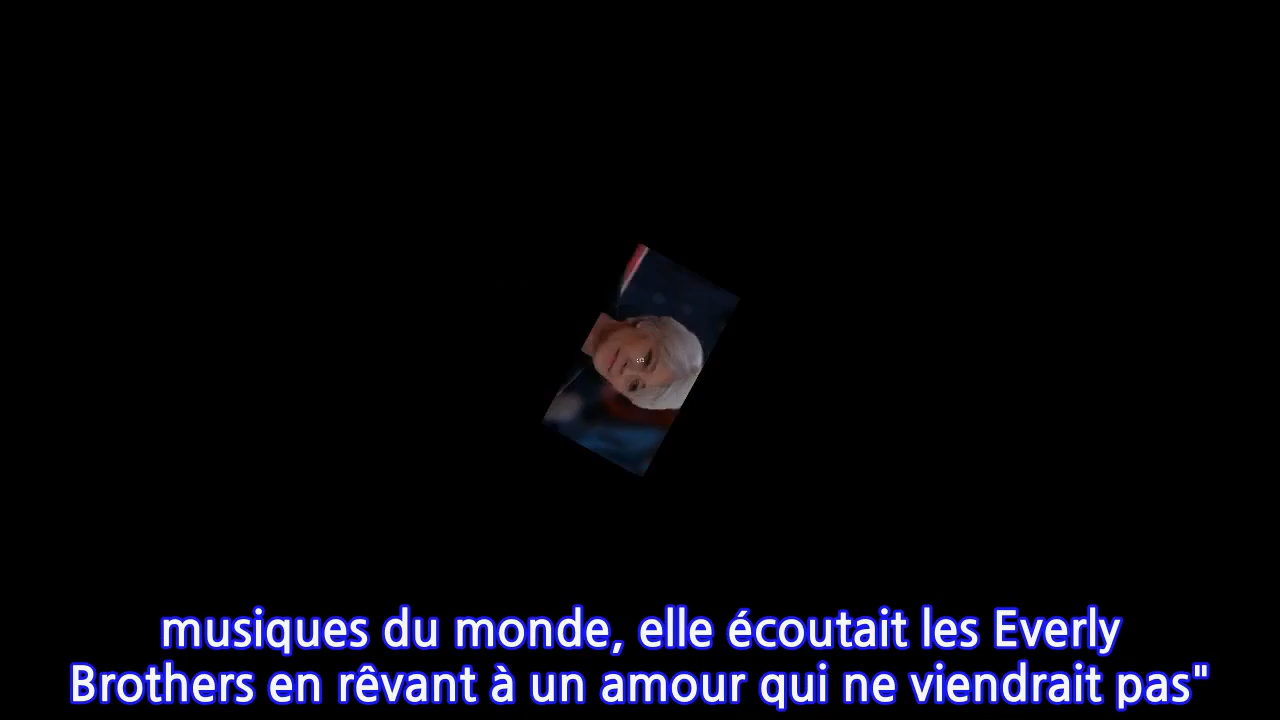 musiques du monde, elle écoutait les Everly
Brothers en rêvant à un amour qui ne viendrait pas"